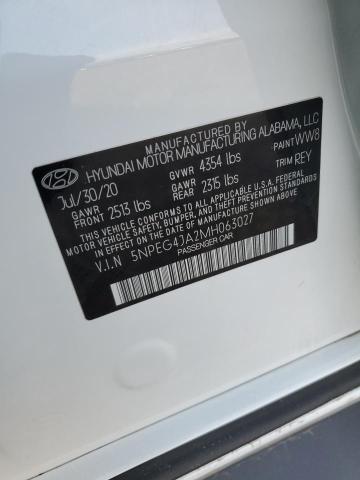 MANUFACTURED BY
HYUNDAI MOTOR MANUFACTURING ALABAMA, LLC
Jul/30/20 GVWR 4354 lbs PAINT WW8
GAWR FRONT 2513 lbs GAWR REAR 2315 lbs TRIM REY
THIS VEHICLE CONFORMS TO ALL APPLICABLE U.S. FEDERAL MOTOR VEHICLE SAFETY, BUMPER, AND THEFT PREVENTION STANDARDS IN EFFECT ON THE DATE OF MANUFACTURE SHOWN ABOVE.
V.I.N 5NPEG4JA2MH063027
PASSENGER CAR